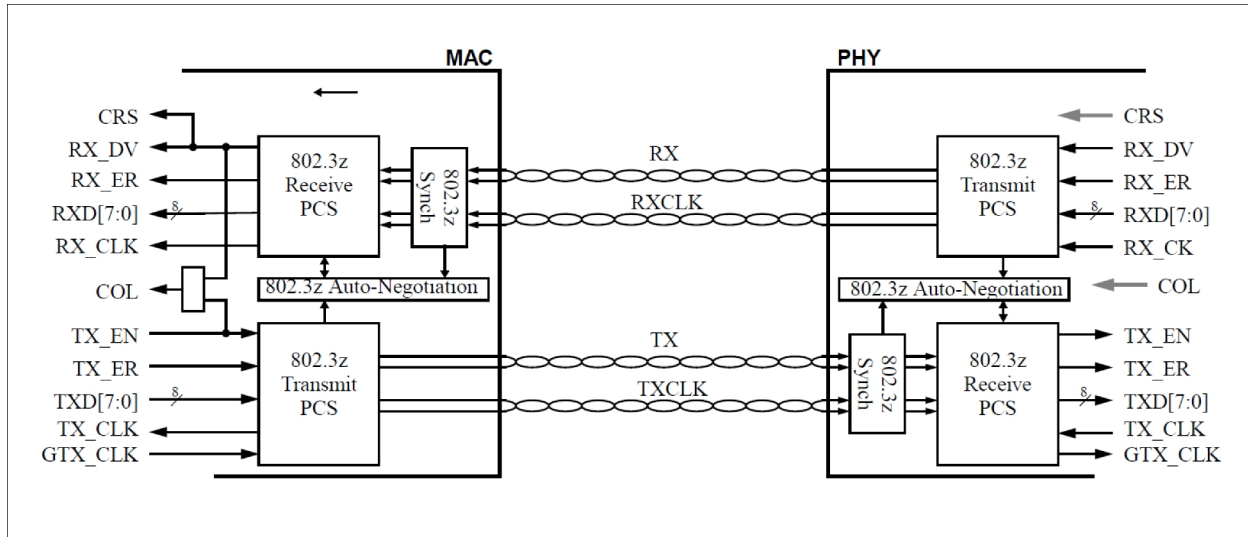 MAC
PHY
CRS
RX_DV
RX_ER
RXD[7:0]
8
RX_CLK
COL
TX_EN
TX_ER
TXD[7:0]
8
TX_CLK
GTX_CLK
802.3z
Receive
PCS
802.3z
Synch
802.3z Auto-Negotiation
802.3z
Transmit
PCS
RX
RXCLK
TX
TXCLK
802.3z
Transmit
PCS
802.3z Auto-Negotiation
802.3z
Synch
802.3z
Receive
PCS
CRS
RX_DV
RX_ER
8
RXD[7:0]
RX_CK
COL
TX_EN
TX_ER
8
TXD[7:0]
TX_CLK
GTX_CLK